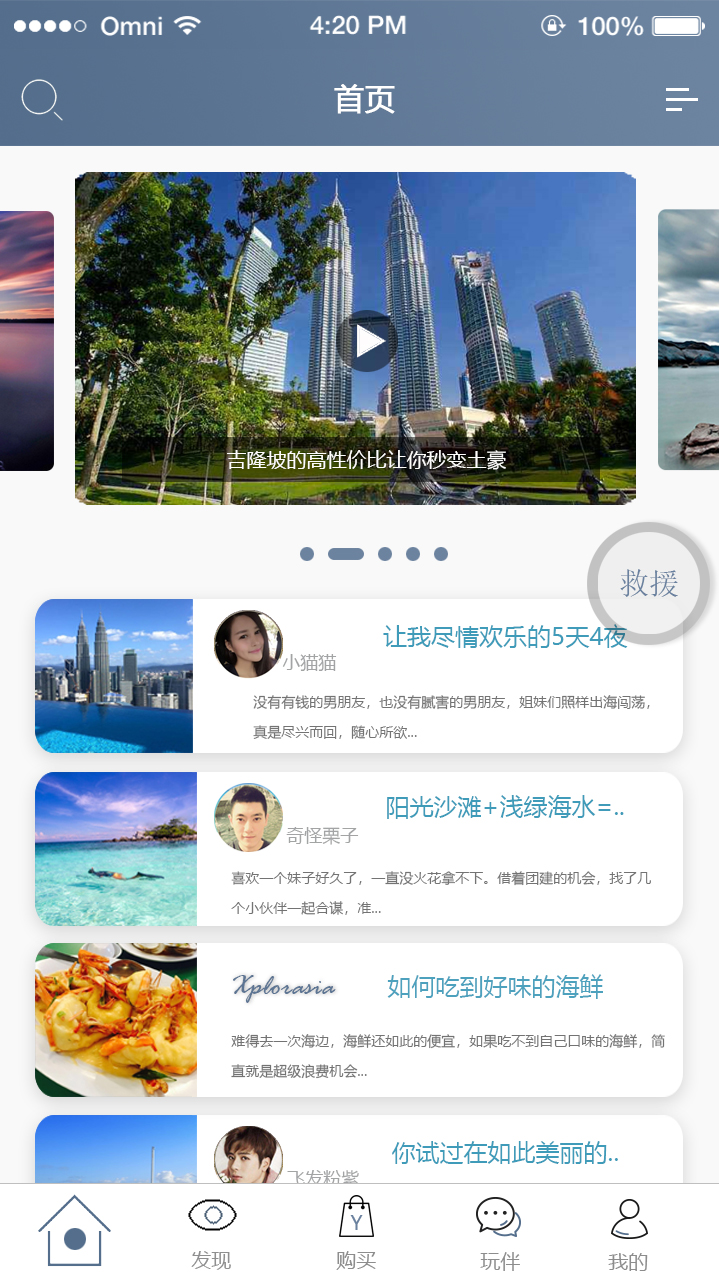 Omni 4:20 PM 100%
首页
吉隆坡的高性价比让你秒变土豪
救援
让我尽情欢乐的5天4夜
小猫猫
没有有钱的男朋友，也没有腻害的男朋友，姐妹们照样出海闯荡，
真是尽兴而回，随心所欲...
阳光沙滩+浅绿海水=..
奇怪栗子
喜欢一个妹子好久了，一直没火花拿不下。借着团建的机会，找了几
个小伙伴一起合谋，准...
Xplorasia
如何吃到好味的海鲜
难得去一次海边，海鲜还如此的便宜，如果吃不到自己口味的海鲜，简
直就是超级浪费机会...
你试过在如此美丽的..
飞发粉紫
Y
发现 购买 玩伴 我的